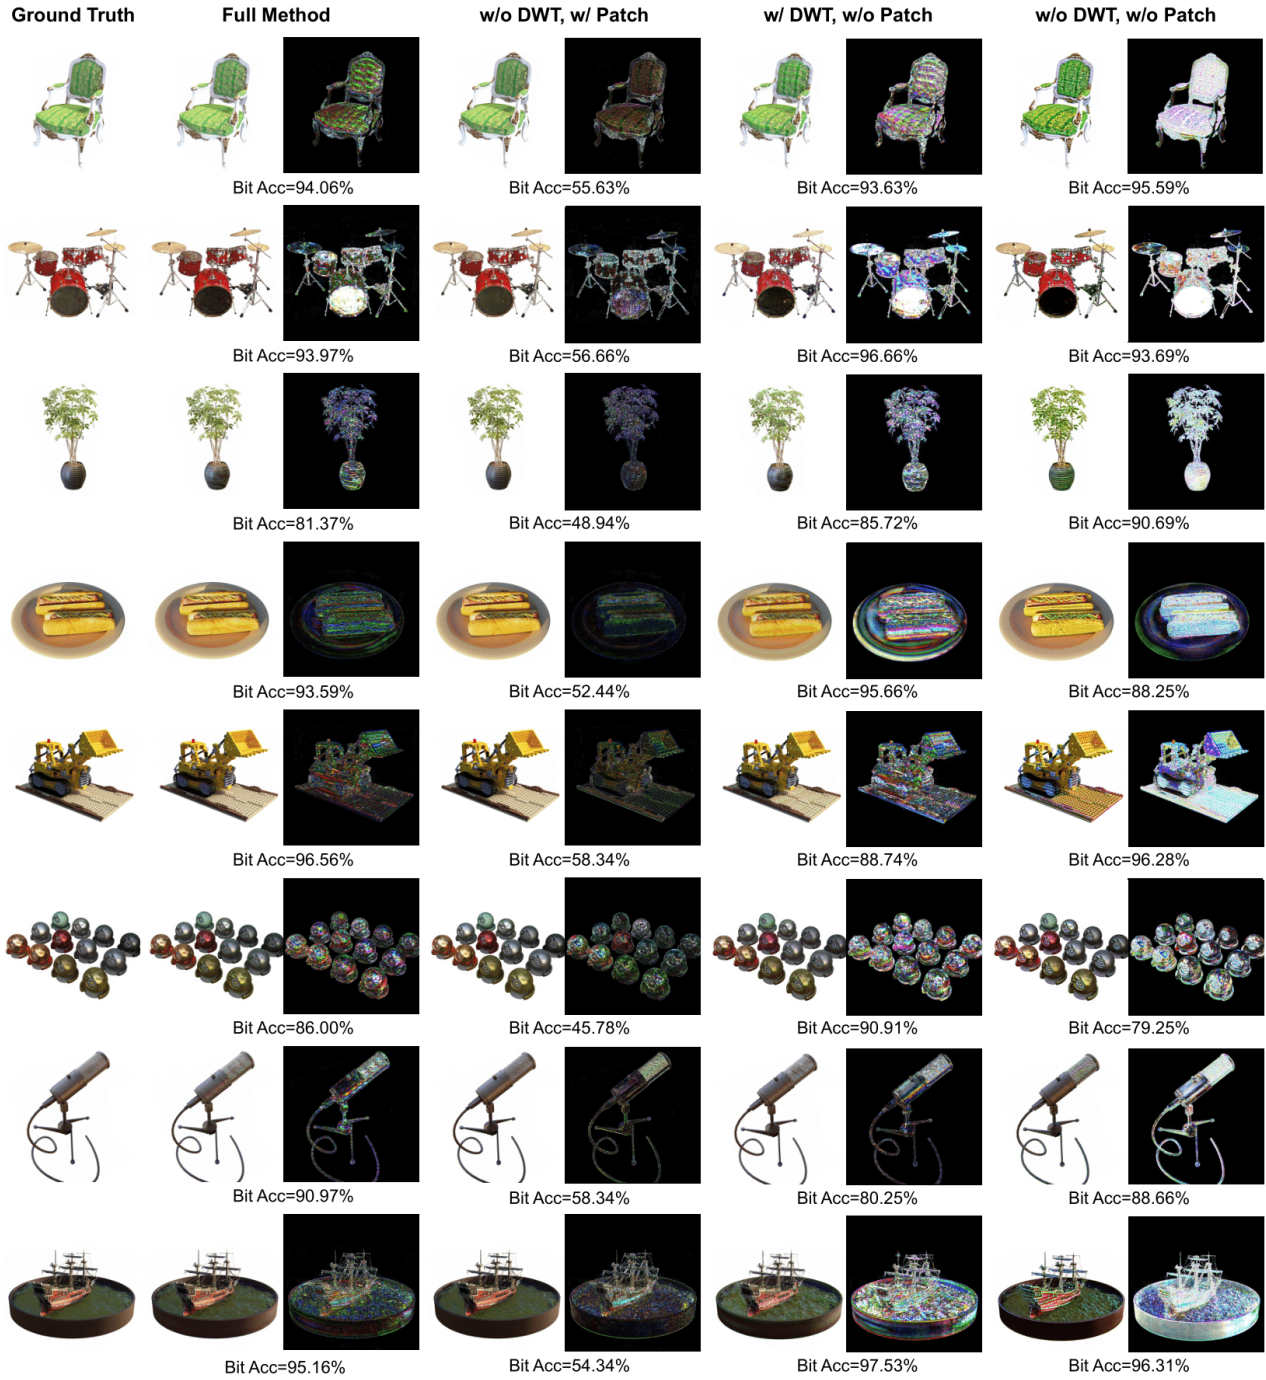 Ground Truth Full Method w/o DWT, w/ Patch w/ DWT, w/o Patch w/o DWT, w/o Patch
Bit Acc=94.06% Bit Acc=55.63% Bit Acc=93.63% Bit Acc=95.59%
Bit Acc=93.97% Bit Acc=56.66% Bit Acc=96.66% Bit Acc=93.69%
Bit Acc=81.37% Bit Acc=48.94% Bit Acc=85.72% Bit Acc=90.69%
Bit Acc=93.59% Bit Acc=52.44% Bit Acc=95.66% Bit Acc=88.25%
Bit Acc=96.56% Bit Acc=58.34% Bit Acc=88.74% Bit Acc=96.28%
Bit Acc=86.00% Bit Acc=45.78% Bit Acc=90.91% Bit Acc=79.25%
Bit Acc=90.97% Bit Acc=58.34% Bit Acc=80.25% Bit Acc=88.66%
Bit Acc=95.16% Bit Acc=54.34% Bit Acc=97.53% Bit Acc=96.31%